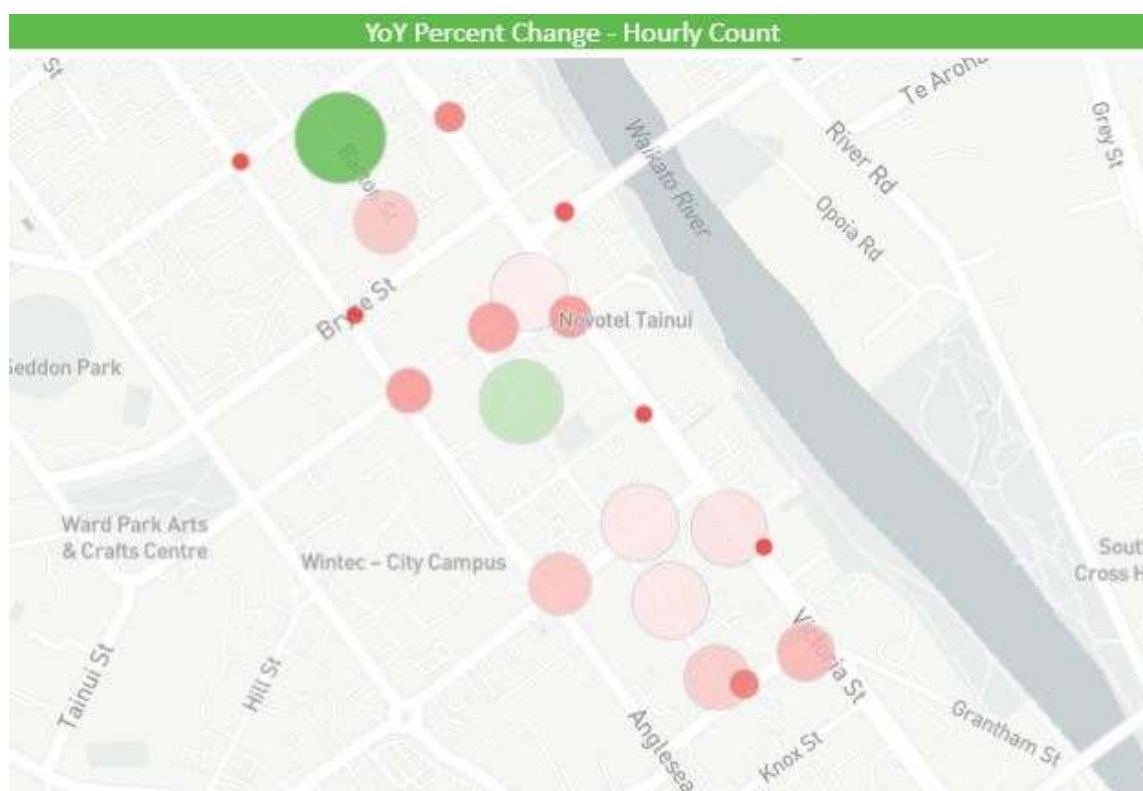 YoY Percent Change - Hourly Count
St
Te Aroha
Grey St
River Rd
Waikato River
Opoia Rd
Bryce St
Novotel Tainui
Seddon Park
Ward Park Arts
& Crafts Centre
Wintec – City Campus
Sout
Cross H
Victoria St
Tainui St
Hill St
Anglesea
Knox St
Grantham St